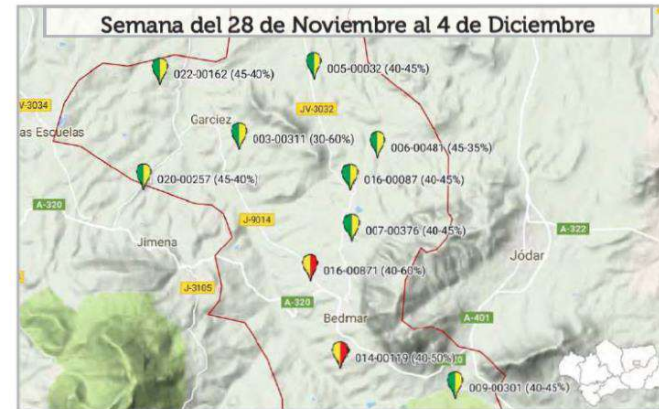 Semana del 28 de Noviembre al 4 de Diciembre
022-00162 (45-40%)
005-00032 (40-45%)
V-3034
JV-3032
Garciez
as Escuelas
003-00311 (30-60%)
006-00481 (45-35%)
020-00257 (45-40%)
016-00087 (40-45%)
A-320
J-9014
007-00376 (40-45%)
A-322
Jimena
Jódar
016-00871 (40-60%)
J-3105
A-320
Bedmar
A-401
014-00119 (40-50%)
009-00301 (40-45%)